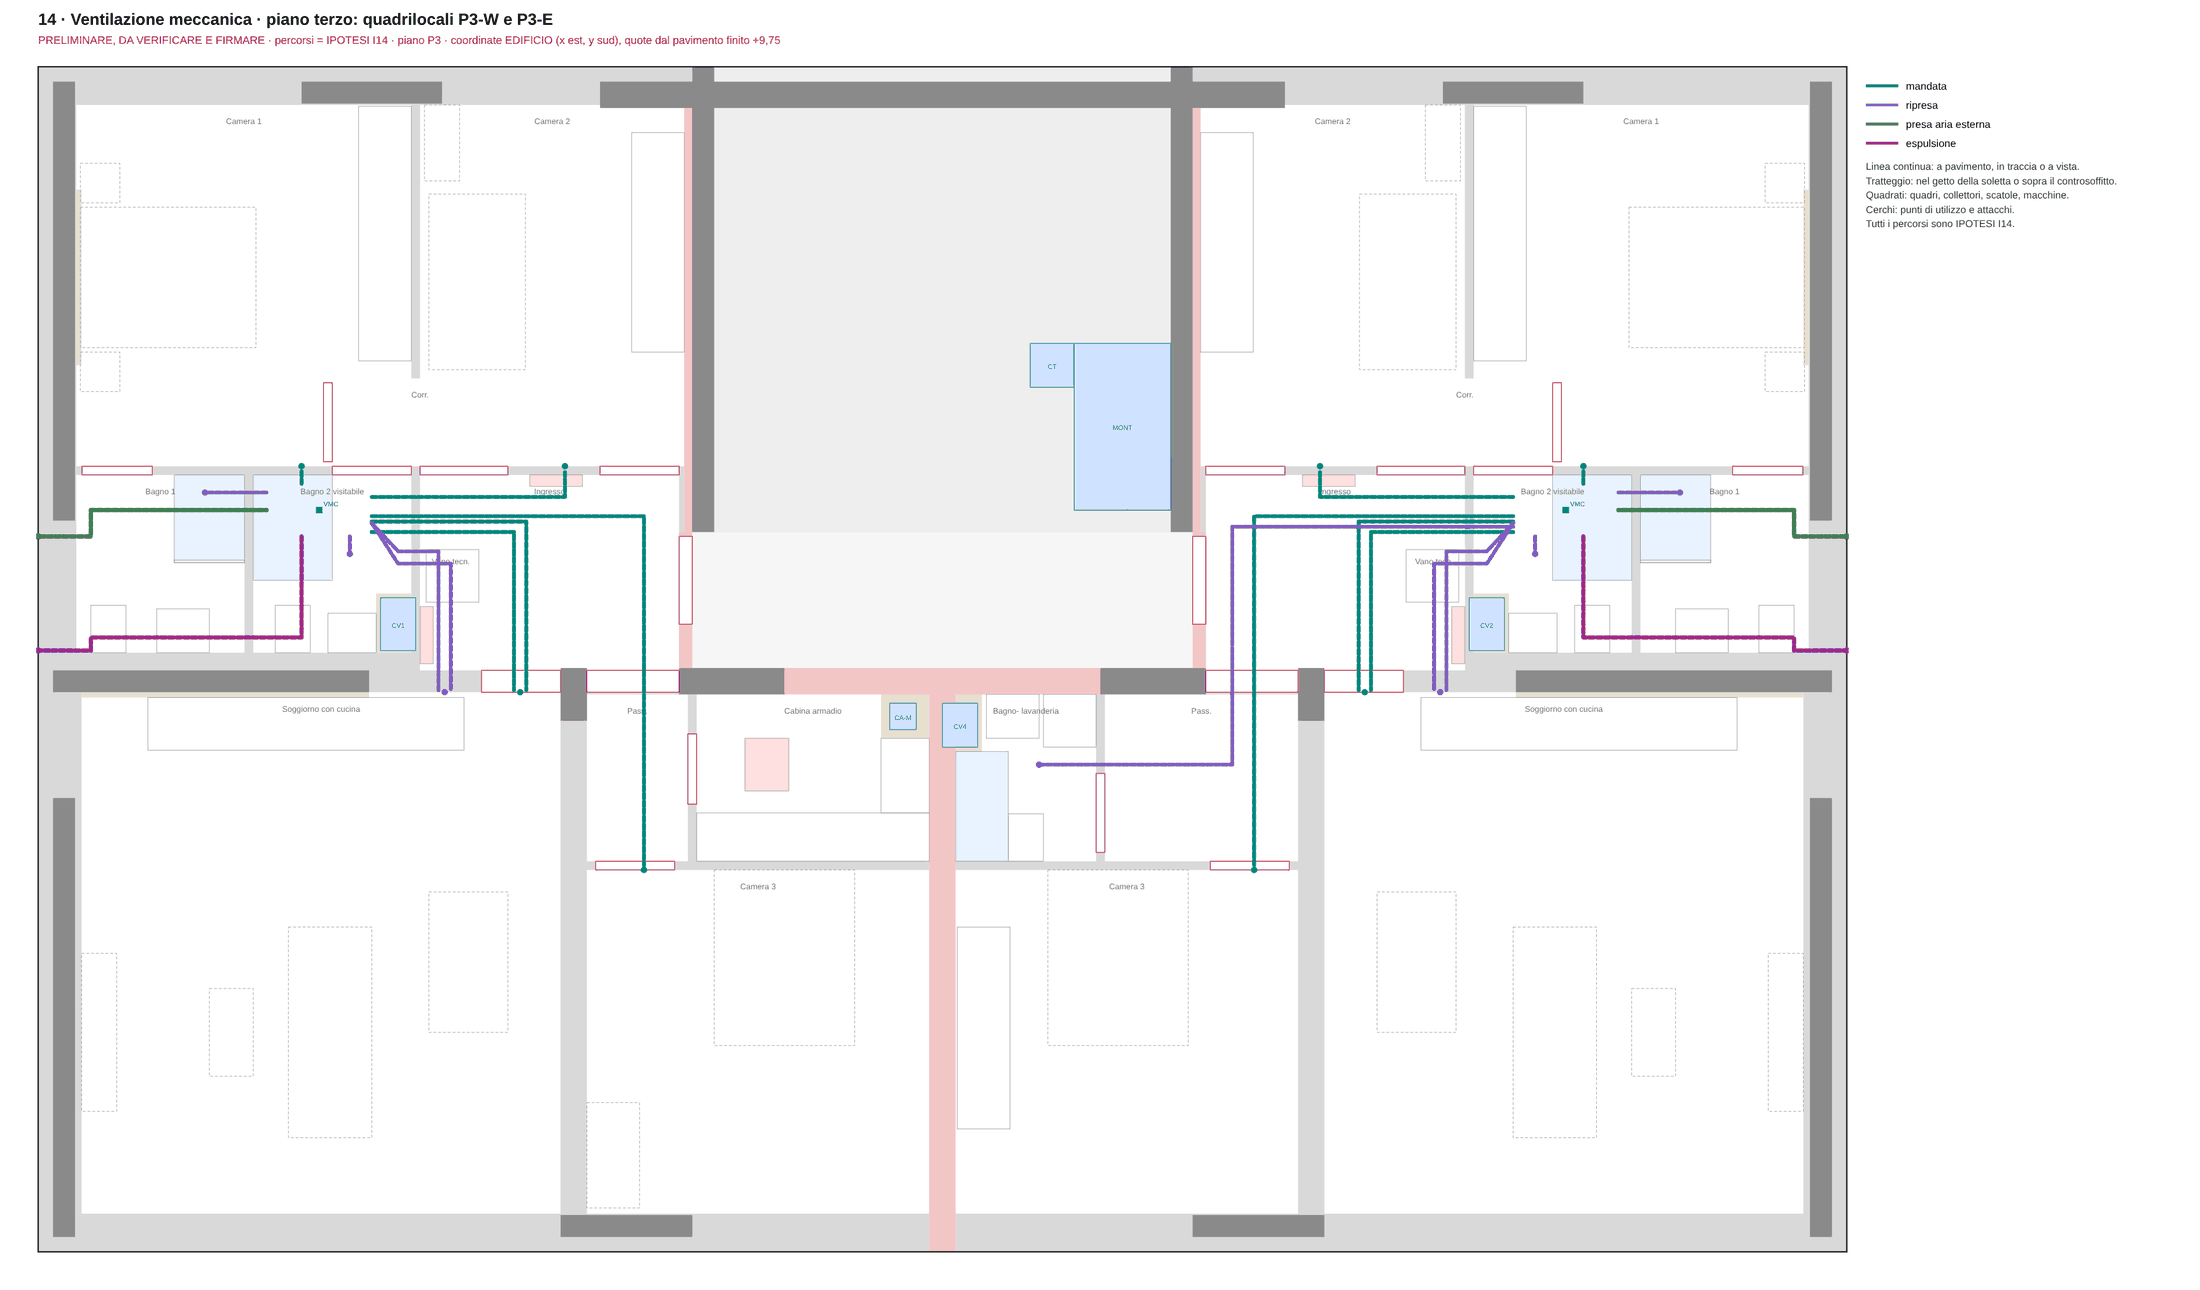 14 · Ventilazione meccanica · piano terzo: quadrilocali P3-W e P3-E
PRELIMINARE, DA VERIFICARE E FIRMARE · percorsi = IPOTESI I14 · piano P3 · coordinate EDIFICIO (x est, y sud), quote dal pavimento finito +9,75
mandata
ripresa
presa aria esterna
espulsione
Linea continua: a pavimento, in traccia o a vista.
Tratteggio: nel getto della soletta o sopra il controsoffitto.
Quadrati: quadri, collettori, scatole, macchine.
Cerchi: punti di utilizzo e attacchi.
Tutti i percorsi sono IPOTESI I14.
Camera 1
Camera 2
Camera 2
Camera 1
CT
Corr.
Corr.
MONT
Bagno 1
Bagno 2 visitabile
Ingresso
Ingresso
Bagno 2 visitabile
Bagno 1
VMC
VMC
Vano tecn.
Vano tecn.
CV1
CV2
Soggiorno con cucina
Pass.
Cabina armadio
CA-M
CV4
Bagno- lavanderia
Pass.
Soggiorno con cucina
Camera 3
Camera 3